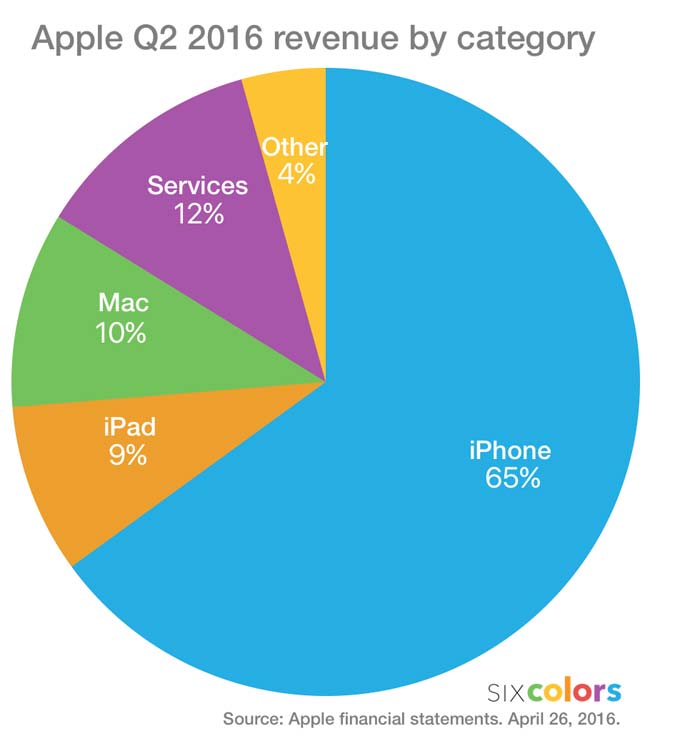 Apple Q2 2016 revenue by category
Other
4%
Services
12%
Mac
10%
iPad
9%
iPhone
65%
SIXcolors
Source: Apple financial statements. April 26, 2016.